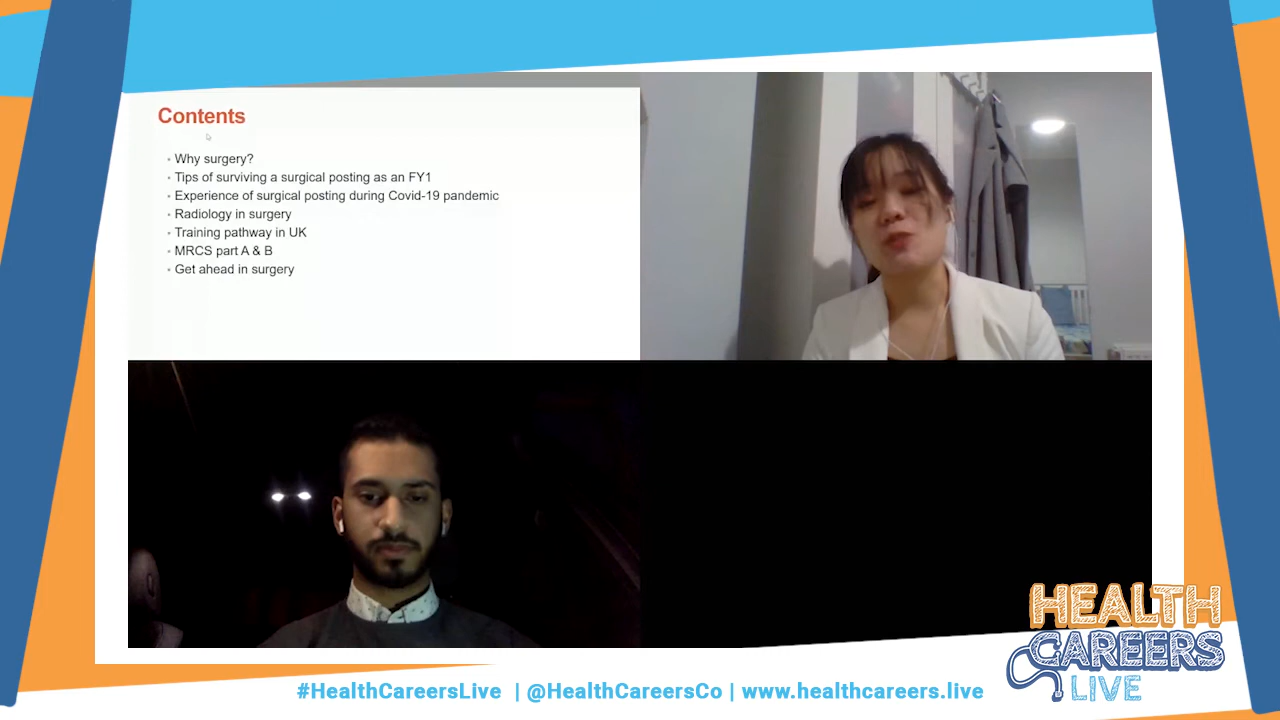 Contents
Why surgery?
Tips of surviving a surgical posting as an FY1
Experience of surgical posting during Covid-19 pandemic
Radiology in surgery
Training pathway in UK
MRCS part A & B
Get ahead in surgery
HEALTH
CAREERS
LIVE
#HealthCareersLive | @HealthCareersCo | www.healthcareers.live